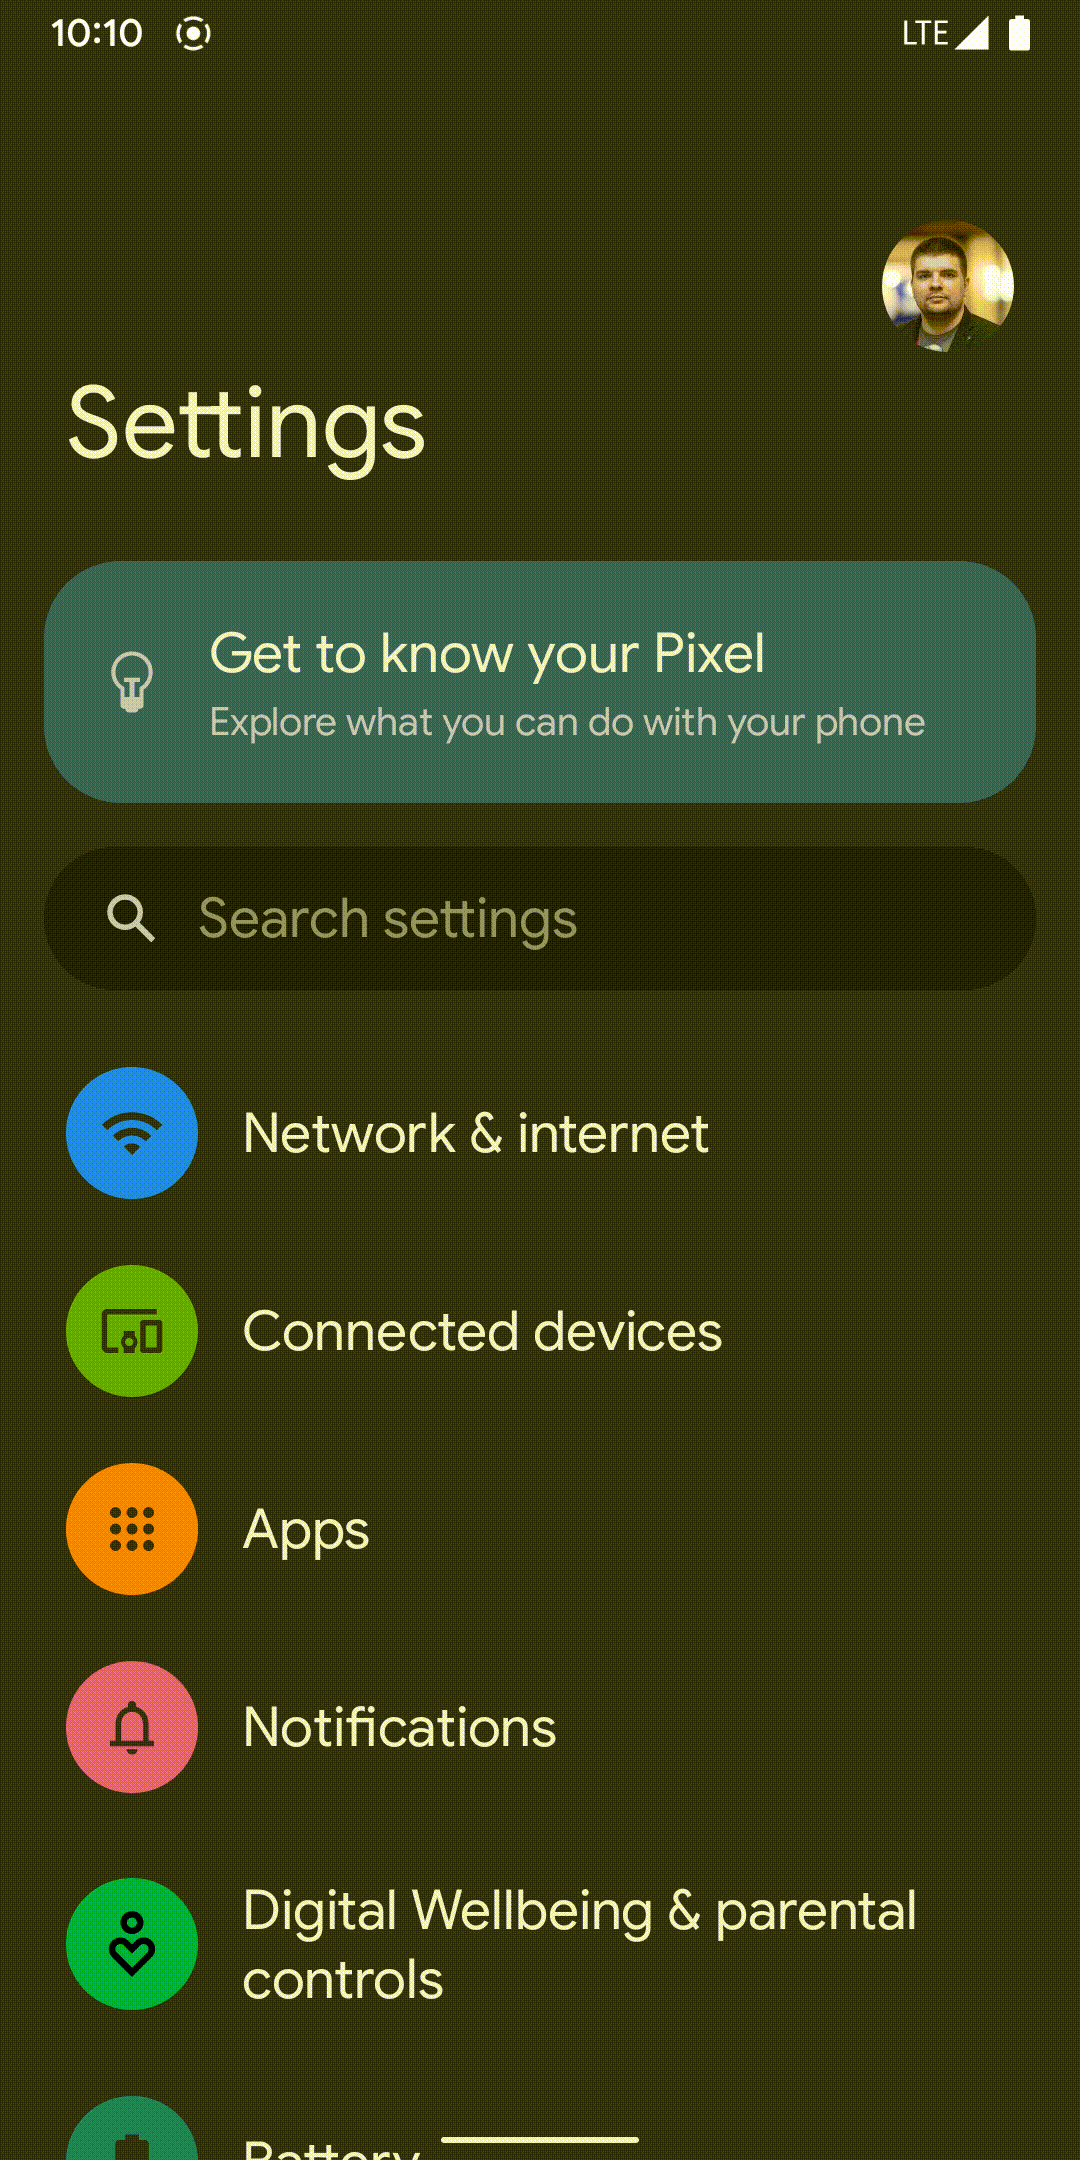 10:10
LTE
Settings
Get to know your Pixel
Explore what you can do with your phone
Search settings
Network & internet
Connected devices
Apps
Notifications
Digital Wellbeing & parental
controls
Battery